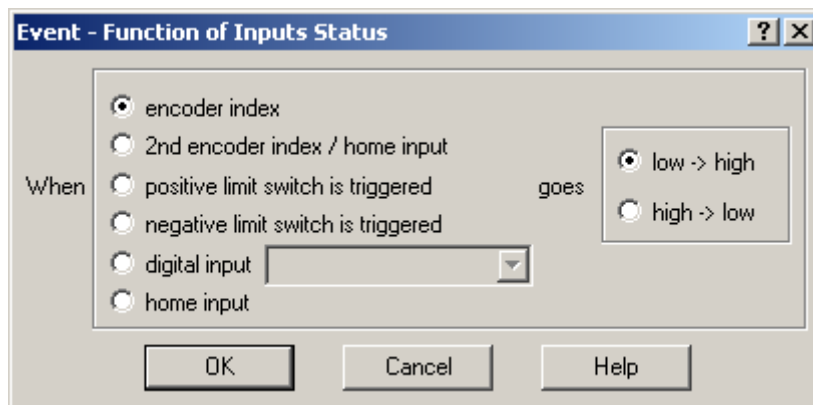 Event - Function of Inputs Status
When
encoder index
2nd encoder index / home input
positive limit switch is triggered
negative limit switch is triggered
digital input
home input
goes
low -> high
high -> low
OK
Cancel
Help